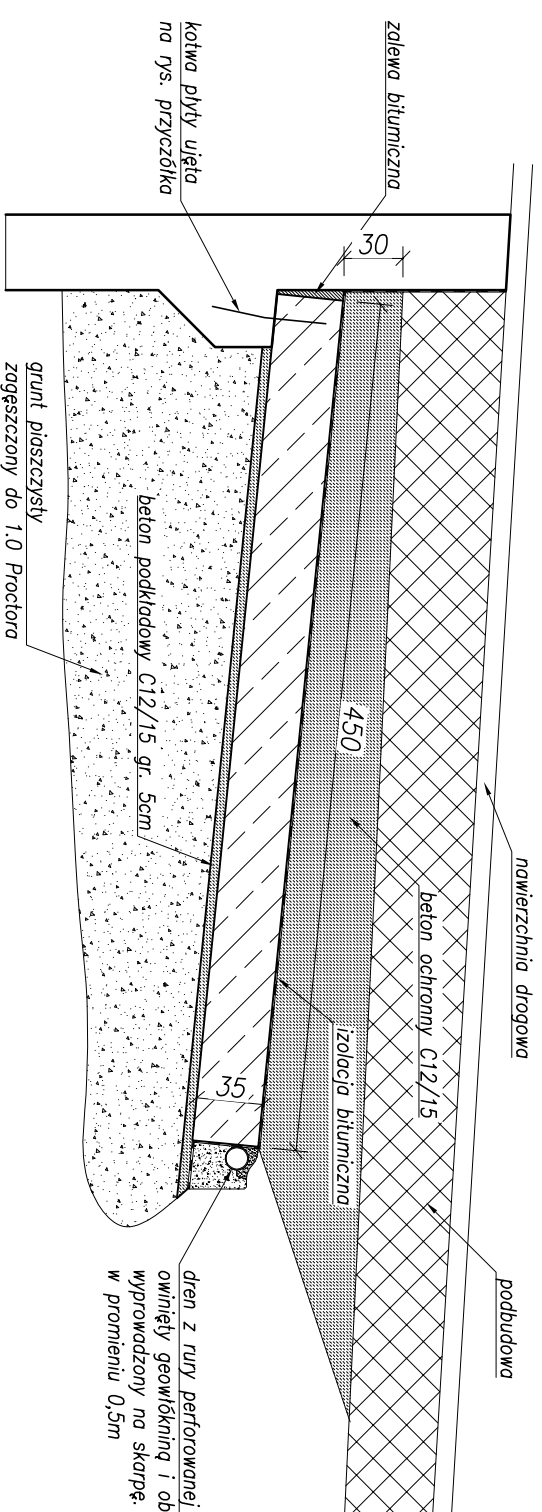 zalewa bitumiczna
kotwa płyty ujęta
na rys. przyczółka
30
nawierzchnia drogowa
podbudowa
beton ochronny C12/15
450
izolacja bitumiczna
35
beton podkładowy C12/15 gr. 5cm
grunt piaszczysty
zagęszczony do 1.0 Proctora
dren z rury perforowanej
owinięty geowłókniną i ob
wyprowadzony na skarpę.
w promieniu 0,5m